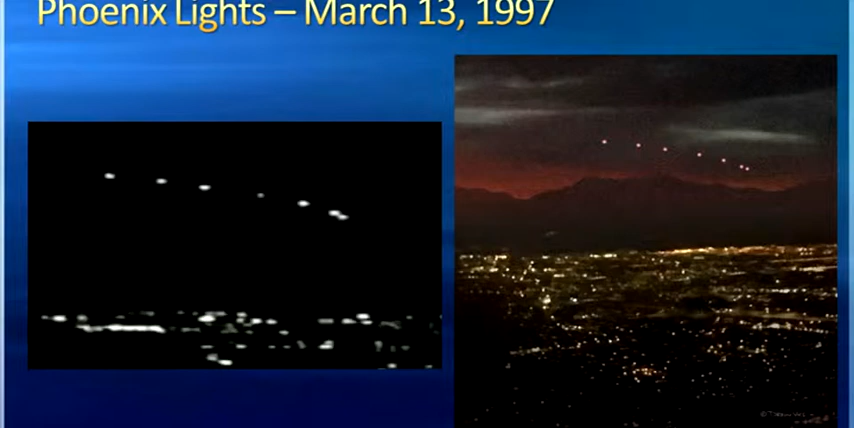 Phoenix Lights – March 13, 1997